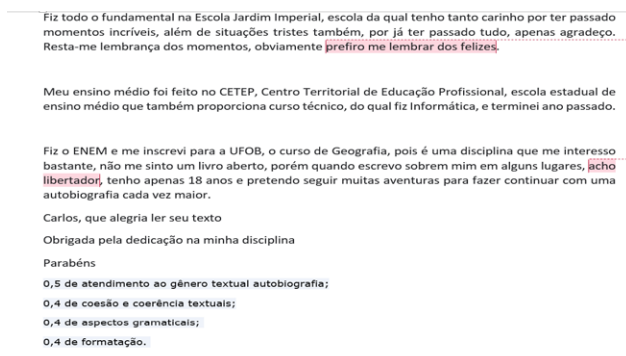 Fiz todo o fundamental na Escola Jardim Imperial, escola da qual tenho tanto carinho por ter passado
momentos incríveis, além de situações tristes também, por já ter passado tudo, apenas agradeço.
Resta-me lembrança dos momentos, obviamente prefiro me lembrar dos felizes.
Meu ensino médio foi feito no CETEP, Centro Territorial de Educação Profissional, escola estadual de
ensino médio que também proporciona curso técnico, do qual fiz Informática, e terminei ano passado.
Fiz o ENEM e me inscrevi para a UFOB, o curso de Geografia, pois é uma disciplina que me interesso
bastante, não me sinto um livro aberto, porém quando escrevo sobrem mim em alguns lugares, acho
libertador, tenho apenas 18 anos e pretendo seguir muitas aventuras para fazer continuar com uma
autobiografia cada vez maior.
Carlos, que alegria ler seu texto
Obrigada pela dedicação na minha disciplina
Parabéns
0,5 de atendimento ao gênero textual autobiografia;
0,4 de coesão e coerência textuais;
0,4 de aspectos gramaticais;
0,4 de formatação.